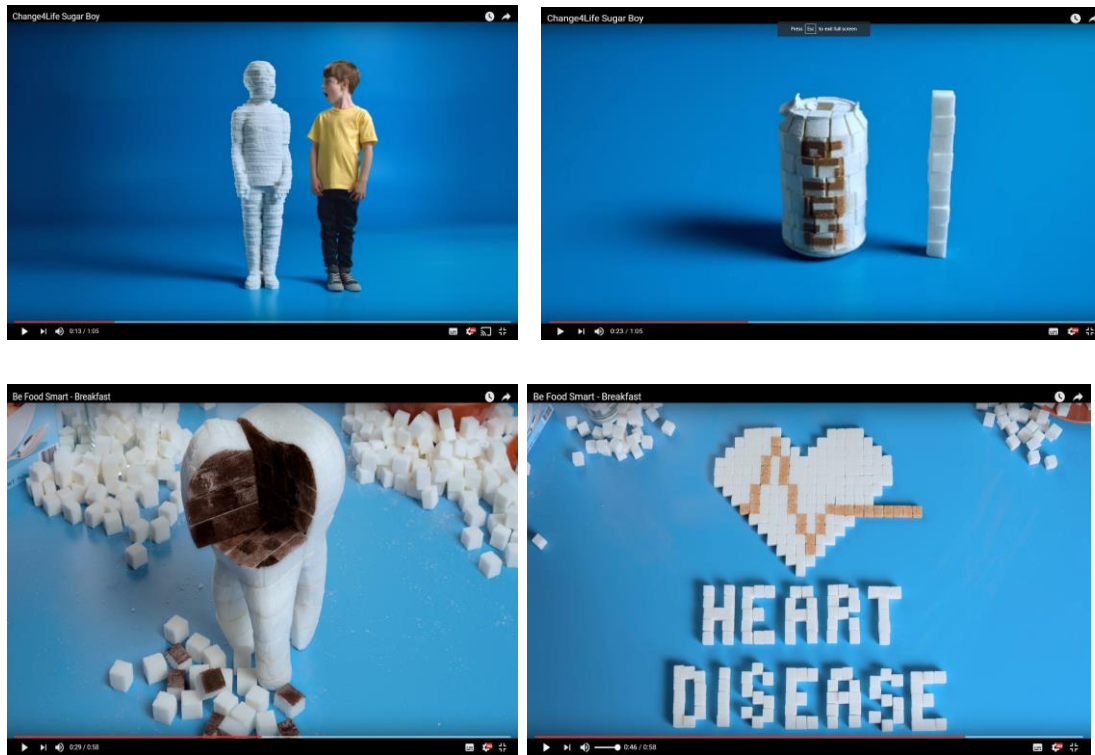 Change4Life Sugar Boy
0:13 / 1:05
Change4Life Sugar Boy
Press Esc to exit full screen
0:23 / 1:05
Be Food Smart - Breakfast
0:29 / 0:58
Be Food Smart - Breakfast
HEART
DISEASE
0:46 / 0:58